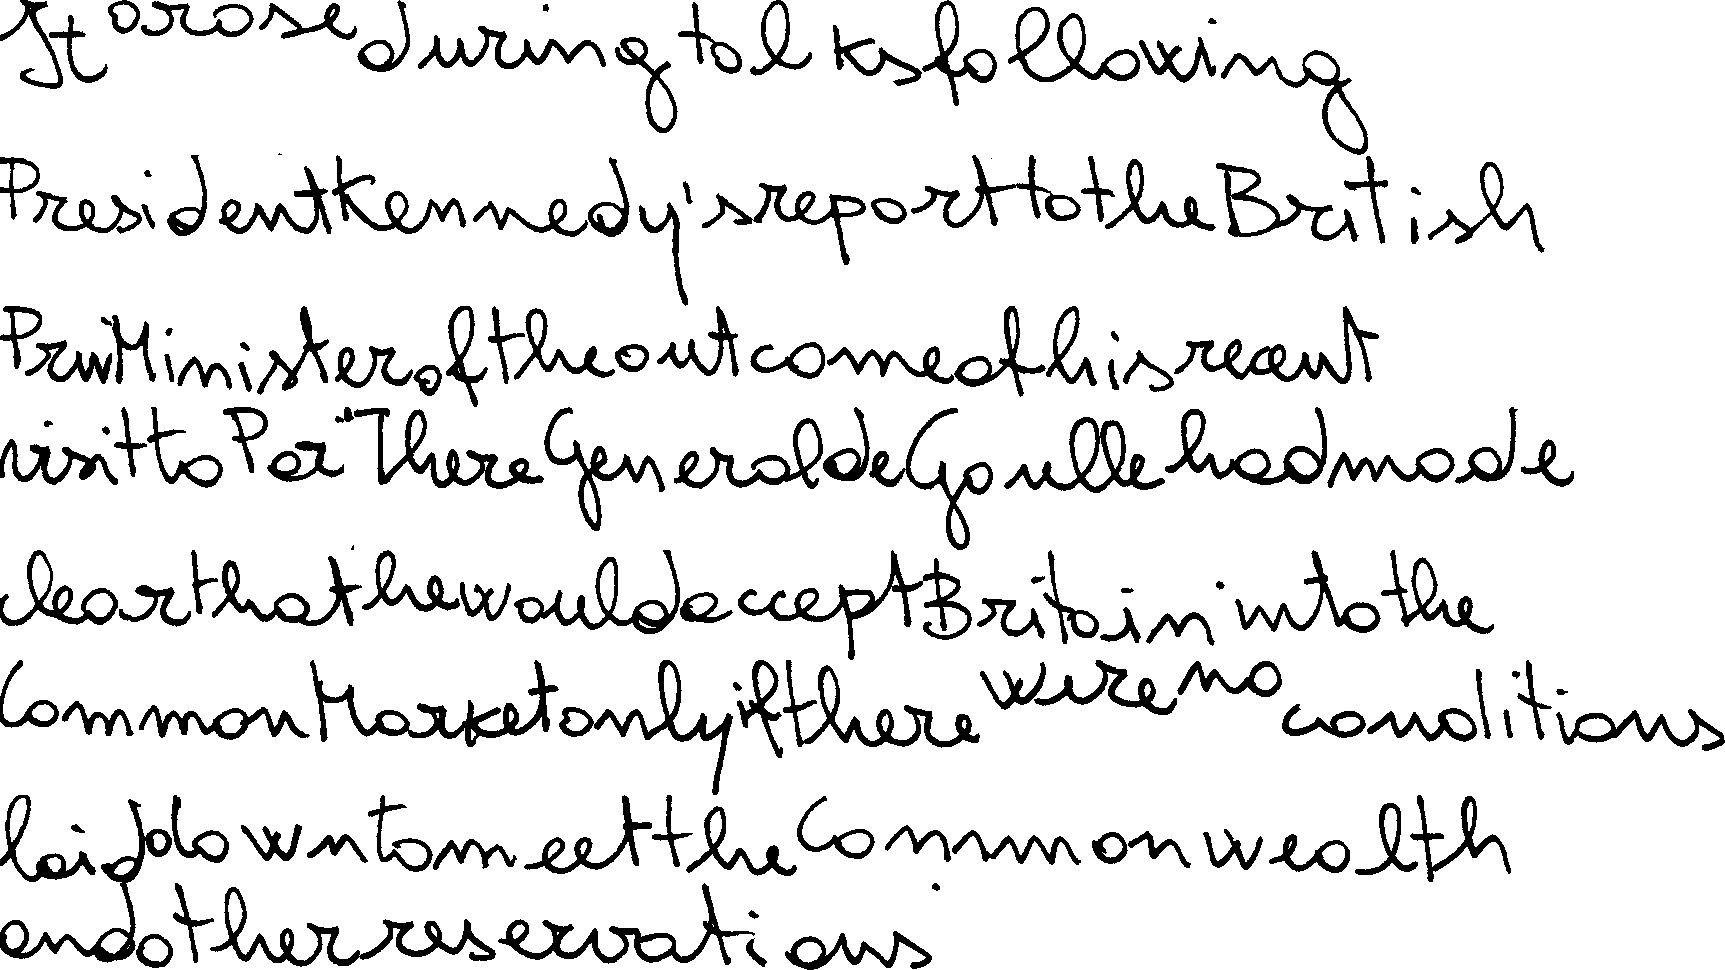 It arose during talks following
President Kennedy's report to the British
Prime Minister of the outcome of his recent
visit to Paris There General de Gaulle had made
clear that he would accept Britain into the
Common Market only if there were no conditions
laid down to meet the Commonwealth
and other reservations